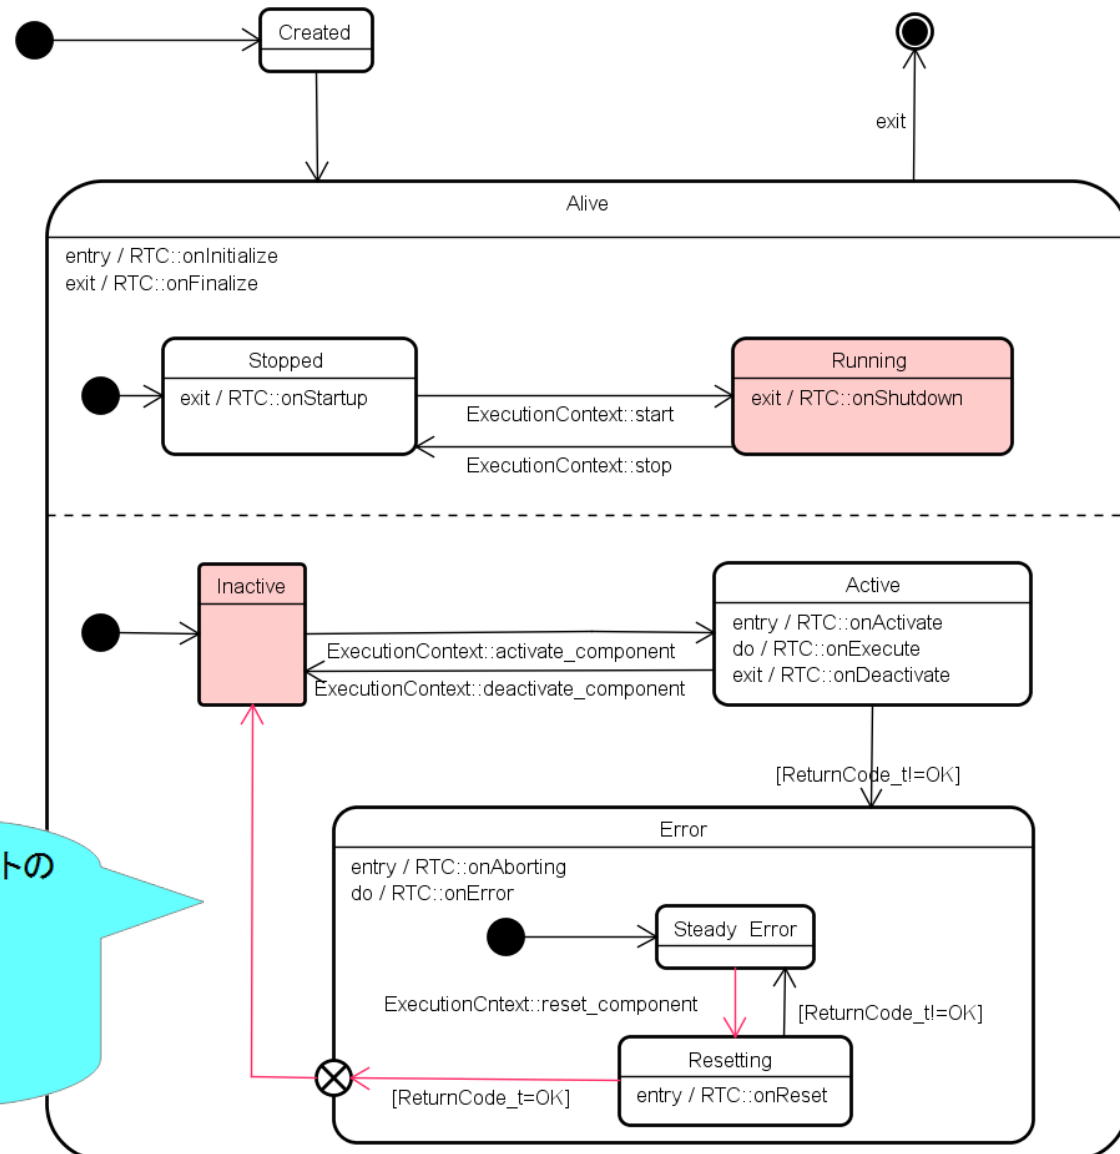 Created
exit
Alive
entry / RTC::onInitialize
exit / RTC::onFinalize
Stopped
exit / RTC::onStartup
Running
exit / RTC::onShutdown
ExecutionContext::start
ExecutionContext::stop
Inactive
Active
entry / RTC::onActivate
do / RTC::onExecute
exit / RTC::onDeactivate
ExecutionContext::activate_component
ExecutionContext::deactivate_component
[ReturnCode_t!=OK]
Error
entry / RTC::onAborting
do / RTC::onError
トの
Steady Error
ExecutionCntext::reset_component
[ReturnCode_t!=OK]
Resetting
entry / RTC::onReset
[ReturnCode_t=OK]